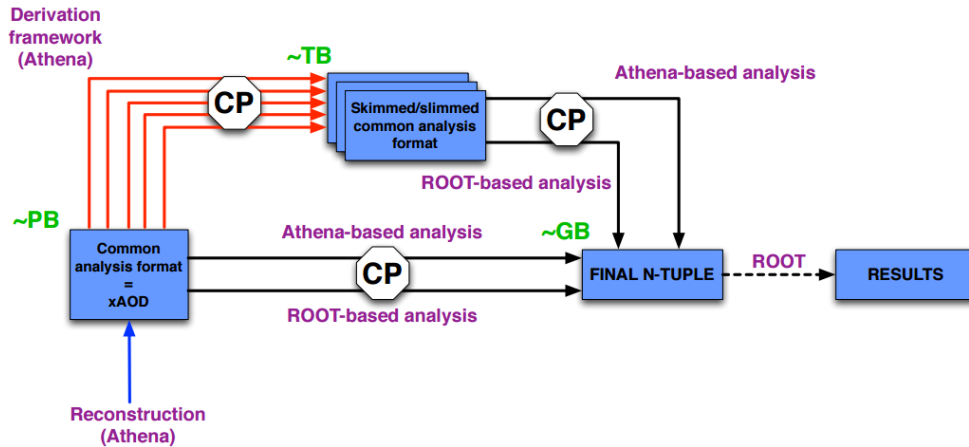 Derivation
framework
(Athena)
~TB
CP
Skimmed/slimmed
common analysis
format
CP
Athena-based analysis
ROOT-based analysis
~PB
Common
analysis format
=
xAOD
Athena-based analysis
CP
ROOT-based analysis
~GB
FINAL N-TUPLE
ROOT
RESULTS
Reconstruction
(Athena)